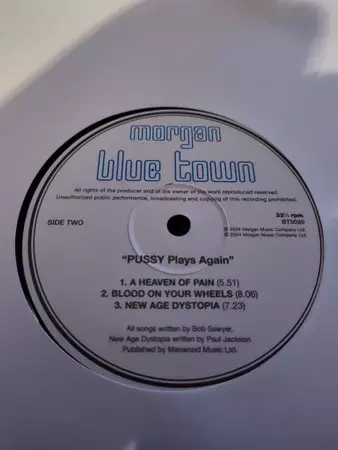 morgan
blue town
All rights of the producer and of the owner of the work reproduced reserved.
Unauthorized public performance, broadcasting and copying of this recording prohibited.
SIDE TWO
33⅓ rpm
BT5030
℗ 2024 Morgan Music Company Ltd.
© 2024 Morgan Music Company Ltd.
"PUSSY Plays Again"
1. A HEAVEN OF PAIN (5.51)
2. BLOOD ON YOUR WHEELS (8.06)
3. NEW AGE DYSTOPIA (7.23)
All songs written by Bob Sawyer,
New Age Dystopia written by Paul Jackson
Published by Maxwood Music Ltd.